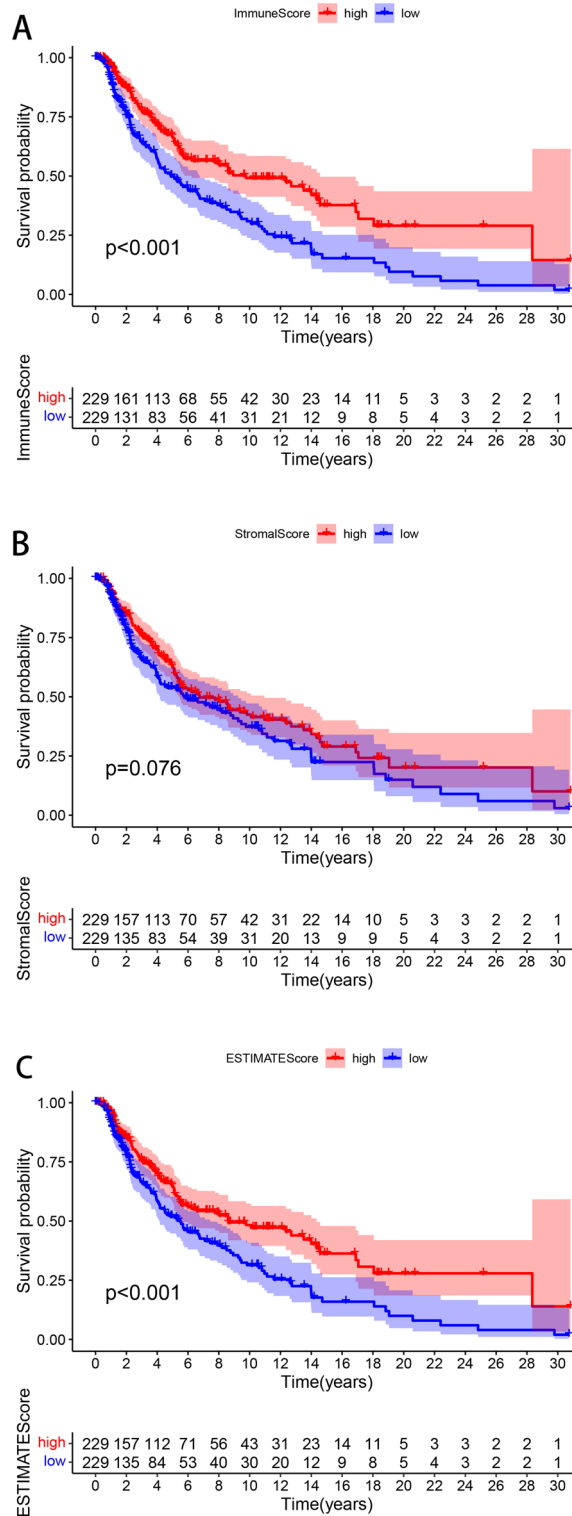 A
ImmuneScore high low
Survival probability
1.00
0.75
0.50
0.25
0.00
p<0.001
0 2 4 6 8 10 12 14 16 18 20 22 24 26 28 30
Time(years)
ImmuneScore
high 229 161 113 68 55 42 30 23 14 11 5 3 3 2 2 1
low 229 131 83 56 41 31 21 12 9 8 5 4 3 2 2 1
0 2 4 6 8 10 12 14 16 18 20 22 24 26 28 30
Time(years)
B
StromalScore high low
Survival probability
1.00
0.75
0.50
0.25
0.00
p=0.076
0 2 4 6 8 10 12 14 16 18 20 22 24 26 28 30
Time(years)
StromalScore
high 229 157 113 70 57 42 31 22 14 10 5 3 3 2 2 1
low 229 135 83 54 39 31 20 13 9 9 5 4 3 2 2 1
0 2 4 6 8 10 12 14 16 18 20 22 24 26 28 30
Time(years)
C
ESTIMATEScore high low
Survival probability
1.00
0.75
0.50
0.25
0.00
p<0.001
0 2 4 6 8 10 12 14 16 18 20 22 24 26 28 30
Time(years)
ESTIMATEScore
high 229 157 112 71 56 43 31 23 14 11 5 3 3 2 2 1
low 229 135 84 53 40 30 20 12 9 8 5 4 3 2 2 1
0 2 4 6 8 10 12 14 16 18 20 22 24 26 28 30
Time(years)